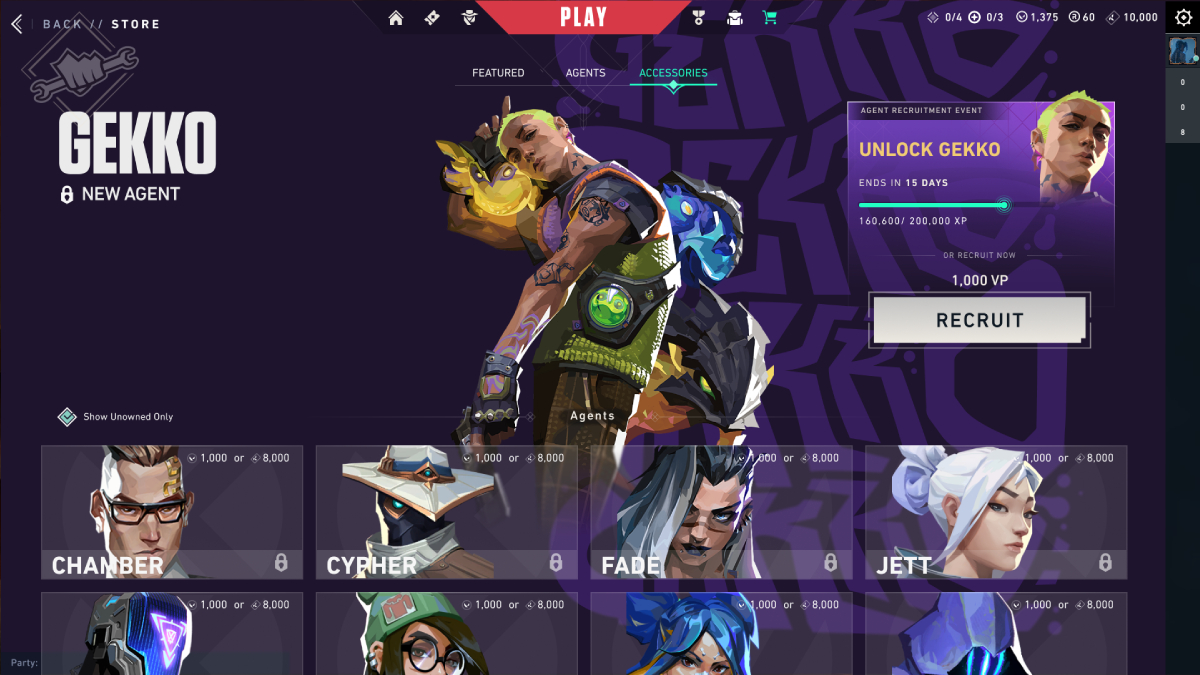 BACK // STORE
PLAY
0/4 0/3 1,375 60 10,000
FEATURED AGENTS ACCESSORIES
0
0
8
GEKKO
NEW AGENT
AGENT RECRUITMENT EVENT
UNLOCK GEKKO
ENDS IN 15 DAYS
160,600/ 200,000 XP
OR RECRUIT NOW
1,000 VP
RECRUIT
Show Unowned Only
Agents
1,000 or 8,000
CHAMBER
1,000 or 8,000
CYPHER
1,000 or 8,000
FADE
1,000 or 8,000
JETT
1,000 or 8,000
1,000 or 8,000
1,000 or 8,000
1,000 or 8,000
Party: